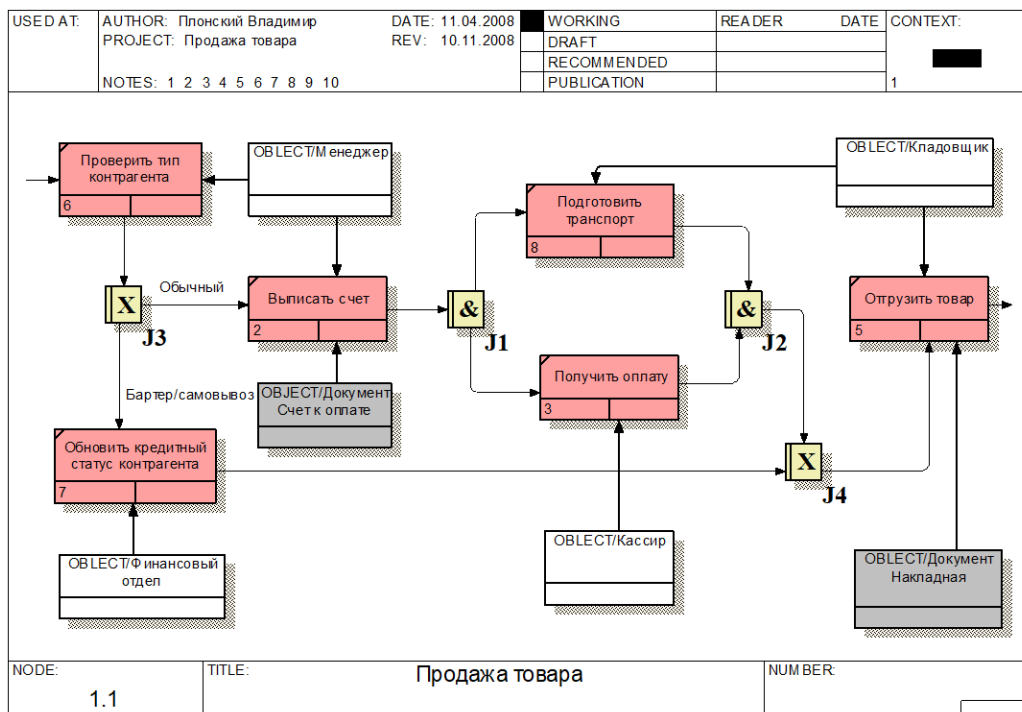 USED AT:
AUTHOR: Плонский Владимир
DATE: 11.04.2008
WORKING
READER
DATE
CONTEXT:
PROJECT: Продажа товара
REV: 10.11.2008
DRAFT
RECOMMENDED
NOTES: 1 2 3 4 5 6 7 8 9 10
PUBLICATION
1
Проверить тип
контрагента
6
OBLECT/Менеджер
OBLECT/Кладовщик
Подготовить
транспорт
8
Обычный
X
J3
Выписать счет
2
&
J1
&
J2
Отгрузить товар
5
Бартер/самовывоз
OBJECT/Документ
Счет к оплате
Получить оплату
3
Обновить кредитный
статус контрагента
7
X
J4
OBLECT/Финансовый
отдел
OBLECT/Кассир
OBLECT/Документ
Накладная
NODE:
1.1
TITLE:
Продажа товара
NUMBER: